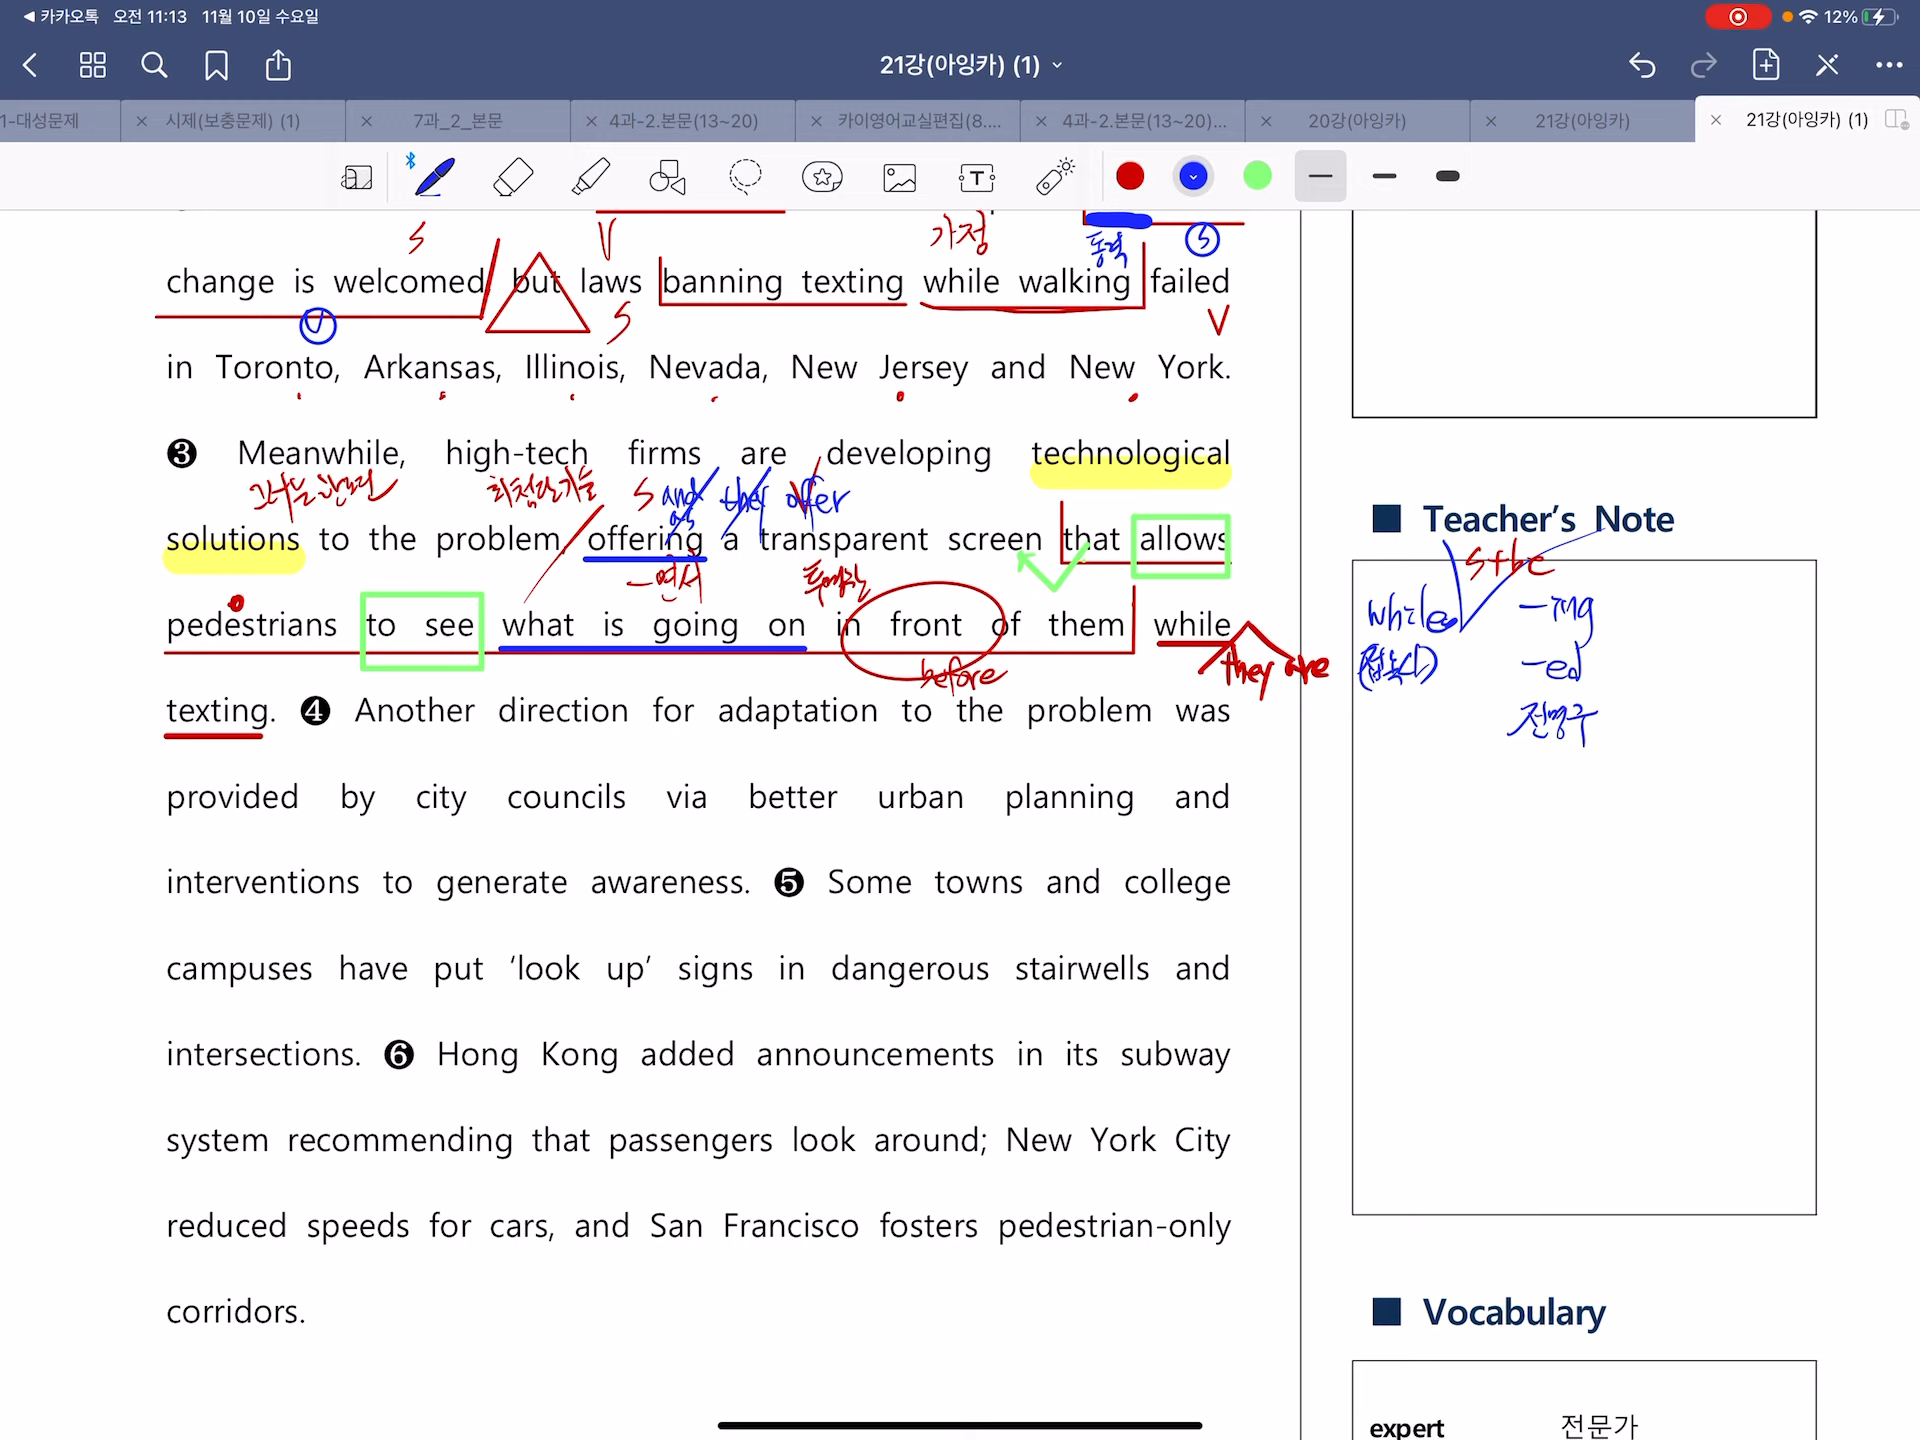 카카오톡 오전 11:13 11월 10일 수요일 12%
21강(아잉카) (1)
1-대성문제 시제(보충문제) (1) 7과_2_본문 4과-2.본문(13~20) 카이영어교실편집(8.... 4과-2.본문(13~20)... 20강(아잉카) 21강(아잉카) 21강(아잉카) (1)
S V 가정 동격 S
change is welcomed but laws banning texting while walking failed
V S V
in Toronto, Arkansas, Illinois, Nevada, New Jersey and New York.
❸ Meanwhile, high-tech firms are developing technological
S and they offer
solutions to the problem offering a transparent screen that allows
pedestrians to see what is going on in front of them while
before they are
texting. ❹ Another direction for adaptation to the problem was
provided by city councils via better urban planning and
interventions to generate awareness. ❺ Some towns and college
campuses have put ‘look up’ signs in dangerous stairwells and
intersections. ❻ Hong Kong added announcements in its subway
system recommending that passengers look around; New York City
reduced speeds for cars, and San Francisco fosters pedestrian-only
corridors.
Teacher’s Note
S+be
while -ing
(접속사) -ed
전명구
Vocabulary
expert 전문가